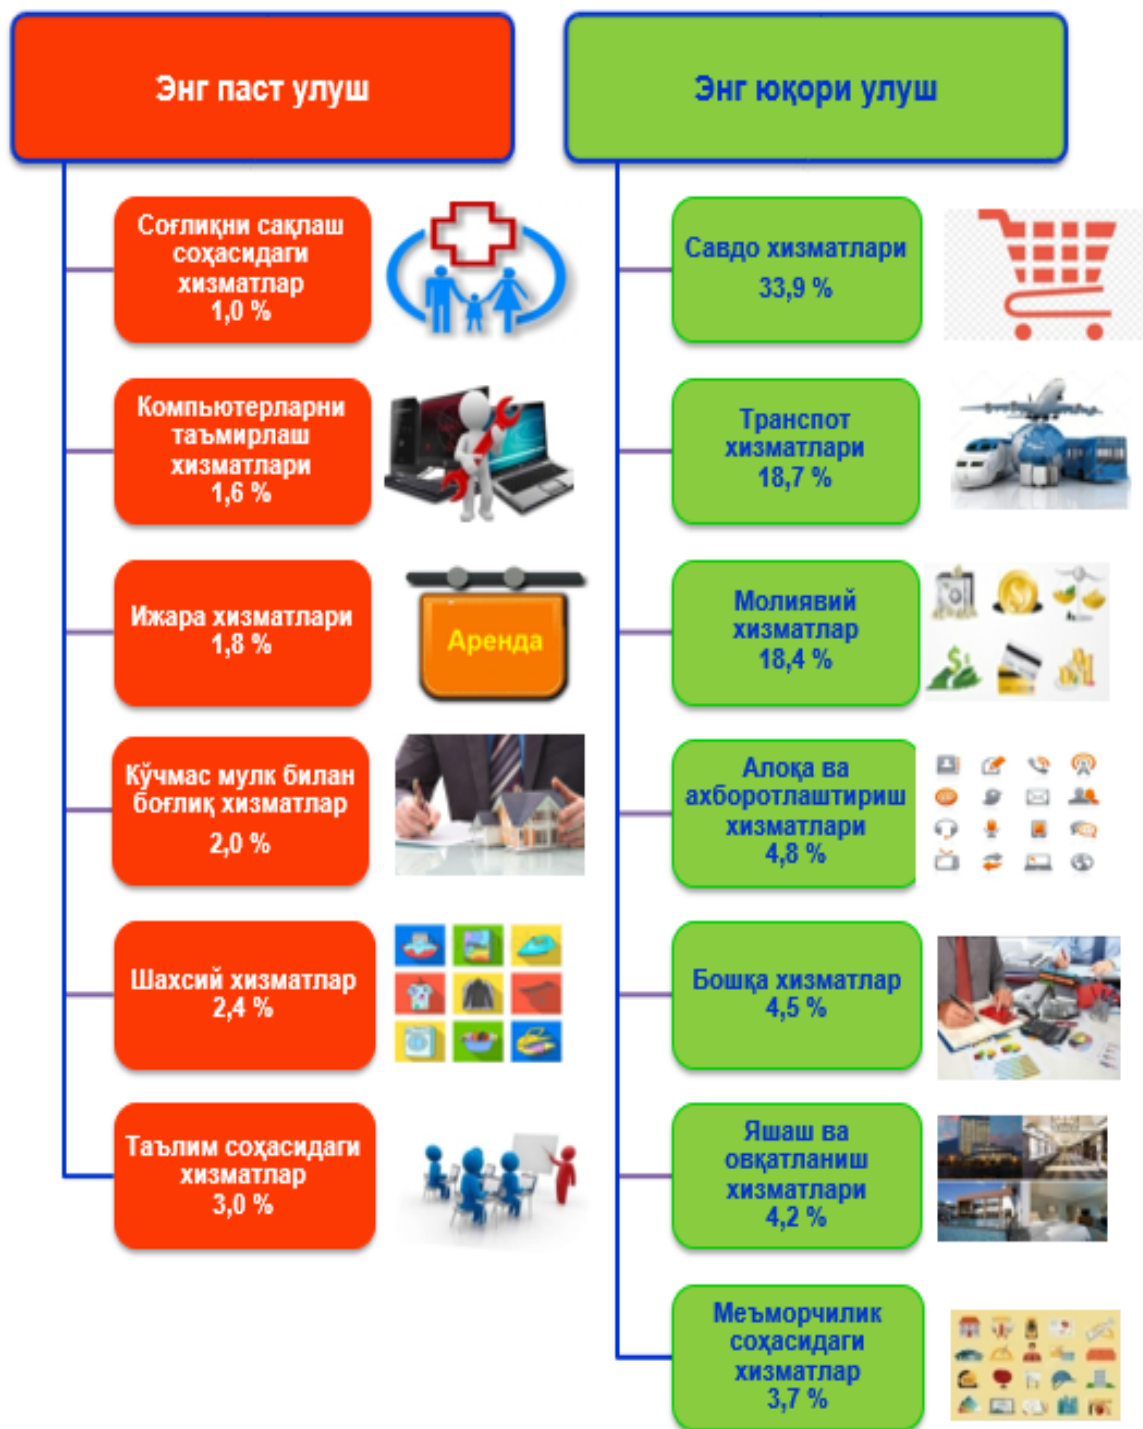 Энг паст улуш
Соғлиқни сақлаш
соҳасидаги
хизматлар
1,0 %
Компьютерларни
таъмирлаш
хизматлари
1,6 %
Ижара хизматлари
1,8 %
Аренда
Кўчмас мулк билан
боғлиқ хизматлар
2,0 %
Шахсий хизматлар
2,4 %
Таълим соҳасидаги
хизматлар
3,0 %
Энг юқори улуш
Савдо хизматлари
33,9 %
Транспот
хизматлари
18,7 %
Молиявий
хизматлар
18,4 %
Алоқа ва
ахборотлаштириш
хизматлари
4,8 %
Бошқа хизматлар
4,5 %
Яшаш ва
овқатланиш
хизматлари
4,2 %
Меъморчилик
соҳасидаги
хизматлар
3,7 %